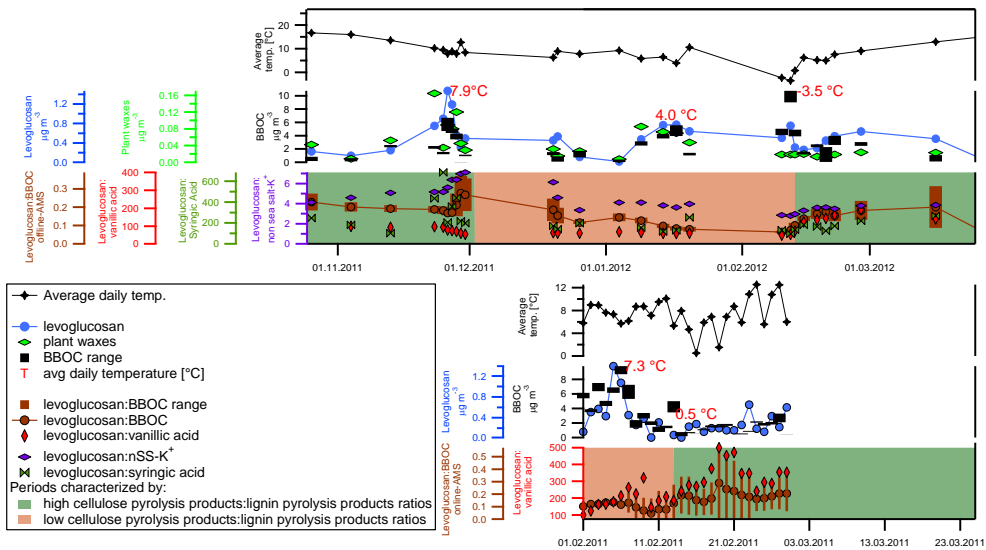 Average
temp. [°C]
20
10
0
Levoglucosan
µg m-3
1.2
0.8
0.4
0.0
Plant waxes
µg m-3
0.16
0.12
0.08
0.04
0.00
BBOC
µg m-3
10
8
6
4
2
0
7.9°C
4.0 °C
-3.5 °C
Levoglucosan:BBOC
offline-AMS
0.3
0.2
0.1
0.0
Levoglucosan:
vanillic acid
400
300
200
100
0
Levoglucosan:
Syringic Acid
600
400
200
0
Levoglucosan:
non sea salt-K+
6
4
2
0
01.11.2011
01.12.2011
01.01.2012
01.02.2012
01.03.2012
Average daily temp.
levoglucosan
plant waxes
BBOC range
T avg daily temperature [°C]
levoglucosan:BBOC range
levoglucosan:BBOC
levoglucosan:vanillic acid
levoglucosan:nSS-K+
levoglucosan:syringic acid
Periods characterized by:
high cellulose pyrolysis products:lignin pyrolysis products ratios
low cellulose pyrolysis products:lignin pyrolysis products ratios
Average
temp. [°C]
12
8
4
0
Levoglucosan
µg m-3
1.2
0.8
0.4
0.0
BBOC
µg m-3
8
6
4
2
0
7.3 °C
0.5 °C
Levoglucosan:BBOC
online-AMS
0.5
0.4
0.3
0.2
0.1
0.0
Levoglucosan:
vanillic acid
500
400
300
200
100
01.02.2011
11.02.2011
21.02.2011
03.03.2011
13.03.2011
23.03.2011